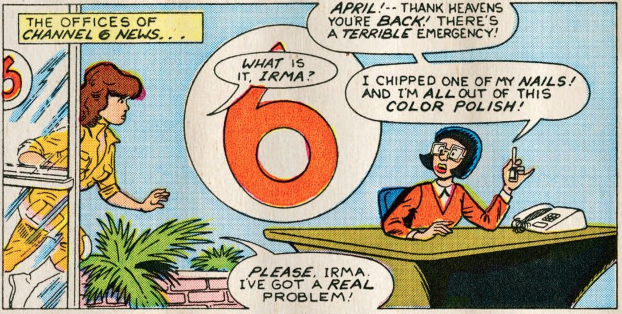 THE OFFICES OF
CHANNEL 6 NEWS...
APRIL!-- THANK HEAVENS
YOU'RE BACK! THERE'S
A TERRIBLE EMERGENCY!
6
WHAT IS
IT, IRMA?
6
I CHIPPED ONE OF MY NAILS!
AND I'M ALL OUT OF THIS
COLOR POLISH!
PLEASE, IRMA.
I'VE GOT A REAL
PROBLEM!